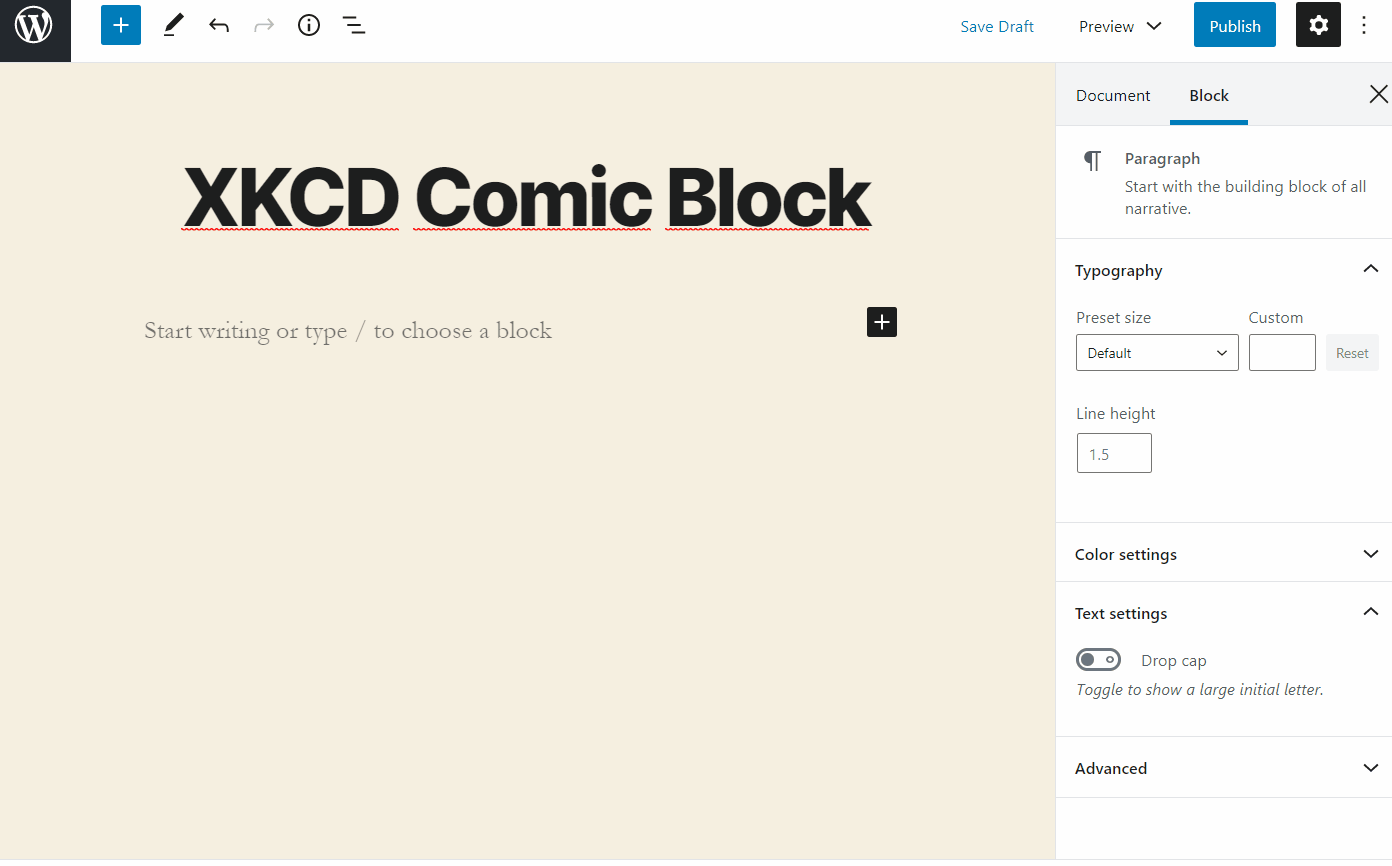 Save Draft
Preview
Publish
Document
Block
XKCD Comic Block
Start writing or type / to choose a block
Paragraph
Start with the building block of all
narrative.
Typography
Preset size
Custom
Default
Reset
Line height
1.5
Color settings
Text settings
Drop cap
Toggle to show a large initial letter.
Advanced